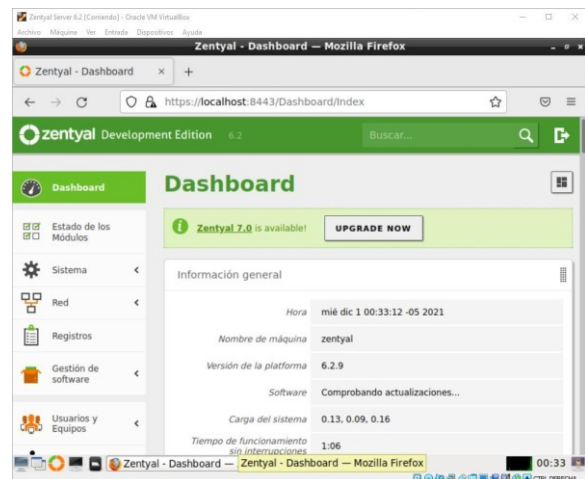 Zentyal Server 6.2 [Corriendo] - Oracle VM VirtualBox
Archivo Máquina Ver Entrada Dispositivos Ayuda
Zentyal - Dashboard — Mozilla Firefox
Zentyal - Dashboard × +
https://localhost:8443/Dashboard/Index
zentyal Development Edition 6.2
Buscar...
Dashboard
Dashboard
Zentyal 7.0 is available!
UPGRADE NOW
Estado de los
Módulos
Sistema
Información general
Red
Hora mié dic 1 00:33:12 -05 2021
Registros
Nombre de máquina zentyal
Gestión de
software
Versión de la plataforma 6.2.9
Software Comprobando actualizaciones...
Usuarios y
Equipos
Carga del sistema 0.13, 0.09, 0.16
Tiempo de funcionamiento
sin interrupciones
1:06
Zentyal - Dashboard —
Zentyal - Dashboard — Mozilla Firefox
00:33
CTRL DERECHA